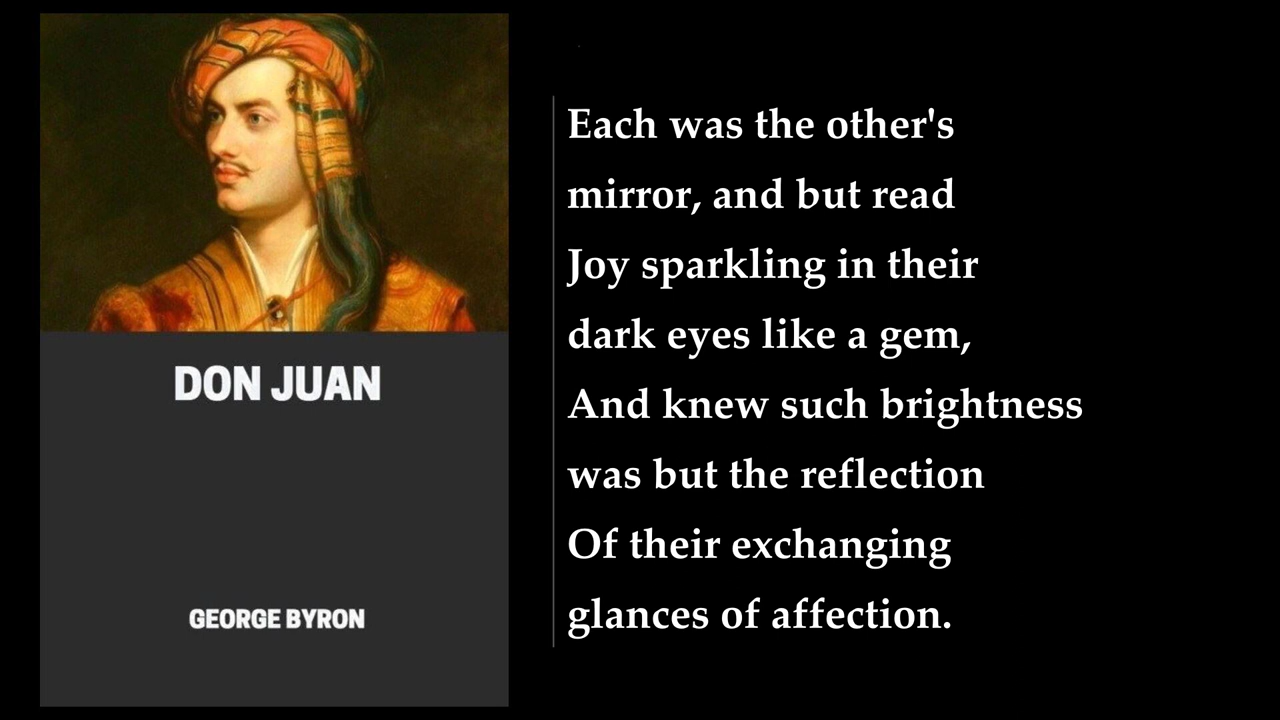 DON JUAN
GEORGE BYRON
Each was the other's
mirror, and but read
Joy sparkling in their
dark eyes like a gem,
And knew such brightness
was but the reflection
Of their exchanging
glances of affection.